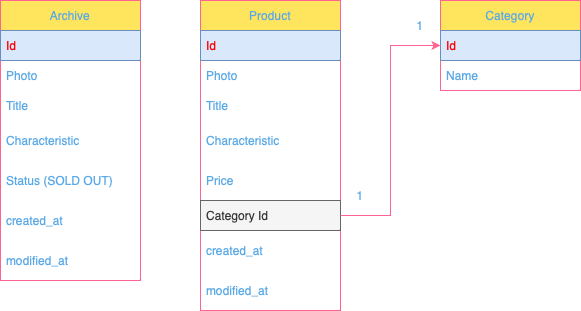 Archive
Id
Photo
Title
Characteristic
Status (SOLD OUT)
created_at
modified_at
Product
Id
Photo
Title
Characteristic
Price
Category Id
created_at
modified_at
1
1
Category
Id
Name